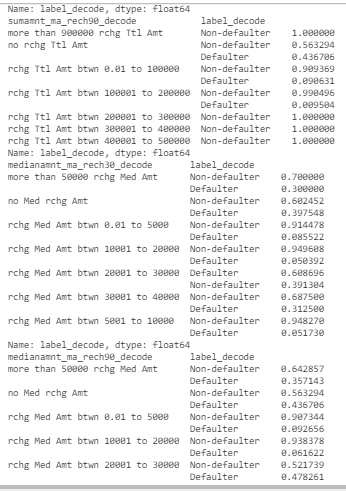 Name: label_decode, dtype: float64
sumamnt_ma_rech90_decode label_decode
more than 900000 rchg Ttl Amt Non-defaulter 1.000000
no rchg Ttl Amt Non-defaulter 0.563294
Defaulter 0.436706
rchg Ttl Amt btwn 0.01 to 100000 Non-defaulter 0.909369
Defaulter 0.090631
rchg Ttl Amt btwn 100001 to 200000 Non-defaulter 0.990496
Defaulter 0.009504
rchg Ttl Amt btwn 200001 to 300000 Non-defaulter 1.000000
rchg Ttl Amt btwn 300001 to 400000 Non-defaulter 1.000000
rchg Ttl Amt btwn 400001 to 500000 Non-defaulter 1.000000
Name: label_decode, dtype: float64
medianamnt_ma_rech30_decode label_decode
more than 50000 rchg Med Amt Non-defaulter 0.700000
Defaulter 0.300000
no Med rchg Amt Non-defaulter 0.602452
Defaulter 0.397548
rchg Med Amt btwn 0.01 to 5000 Non-defaulter 0.914478
Defaulter 0.085522
rchg Med Amt btwn 10001 to 20000 Non-defaulter 0.949608
Defaulter 0.050392
rchg Med Amt btwn 20001 to 30000 Defaulter 0.608696
Non-defaulter 0.391304
rchg Med Amt btwn 30001 to 40000 Non-defaulter 0.687500
Defaulter 0.312500
rchg Med Amt btwn 5001 to 10000 Non-defaulter 0.948270
Defaulter 0.051730
Name: label_decode, dtype: float64
medianamnt_ma_rech90_decode label_decode
more than 50000 rchg Med Amt Non-defaulter 0.642857
Defaulter 0.357143
no Med rchg Amt Non-defaulter 0.563294
Defaulter 0.436706
rchg Med Amt btwn 0.01 to 5000 Non-defaulter 0.907344
Defaulter 0.092656
rchg Med Amt btwn 10001 to 20000 Non-defaulter 0.938378
Defaulter 0.061622
rchg Med Amt btwn 20001 to 30000 Non-defaulter 0.521739
Defaulter 0.478261